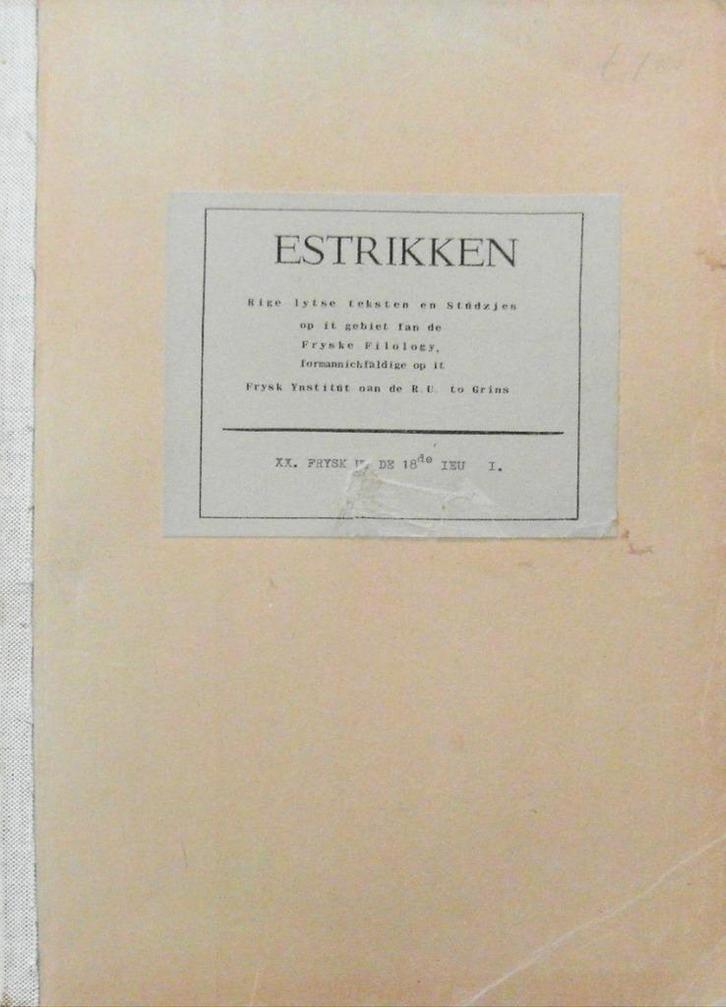 ESTRIKKEN
Rige lytse teksten en Stúdzjes
op it gebiet fan de
Fryske Filology,
formannichfâldige op it
Frysk Ynstitút oan de R.U. to Grins
XX. FRYSK DE 18de IEU I.